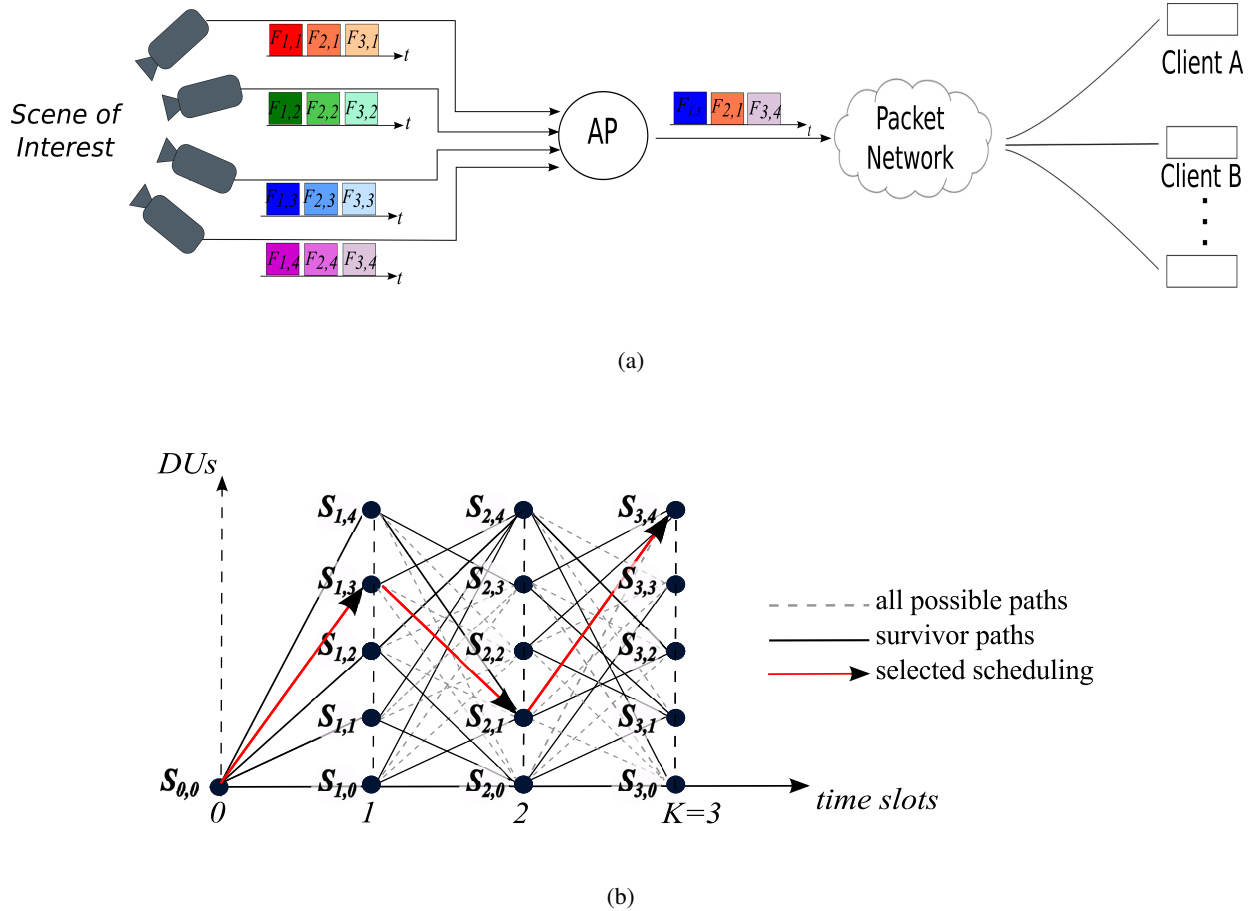 Scene of
Interest
F1,1 F2,1 F3,1
t
F1,2 F2,2 F3,2
t
F1,3 F2,3 F3,3
t
F1,4 F2,4 F3,4
t
AP
F2,1 F3,4
t
Packet
Network
Client A
Client B
(a)
DUs
S1,4 S2,4 S3,4
S1,3 S2,3 S3,3
S1,2 S2,2 S3,2
S1,1 S2,1 S3,1
S0,0 S1,0 S2,0 S3,0
0 1 2 K=3
time slots
all possible paths
survivor paths
selected scheduling
(b)